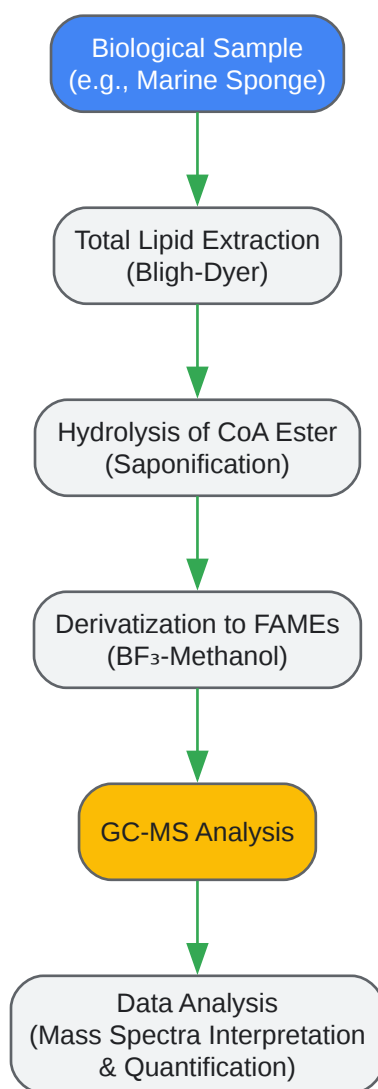 Biological Sample
(e.g., Marine Sponge)
Total Lipid Extraction
(Bligh-Dyer)
Hydrolysis of CoA Ester
(Saponification)
Derivatization to FAMEs
(BF₃-Methanol)
GC-MS Analysis
Data Analysis
(Mass Spectra Interpretation
& Quantification)